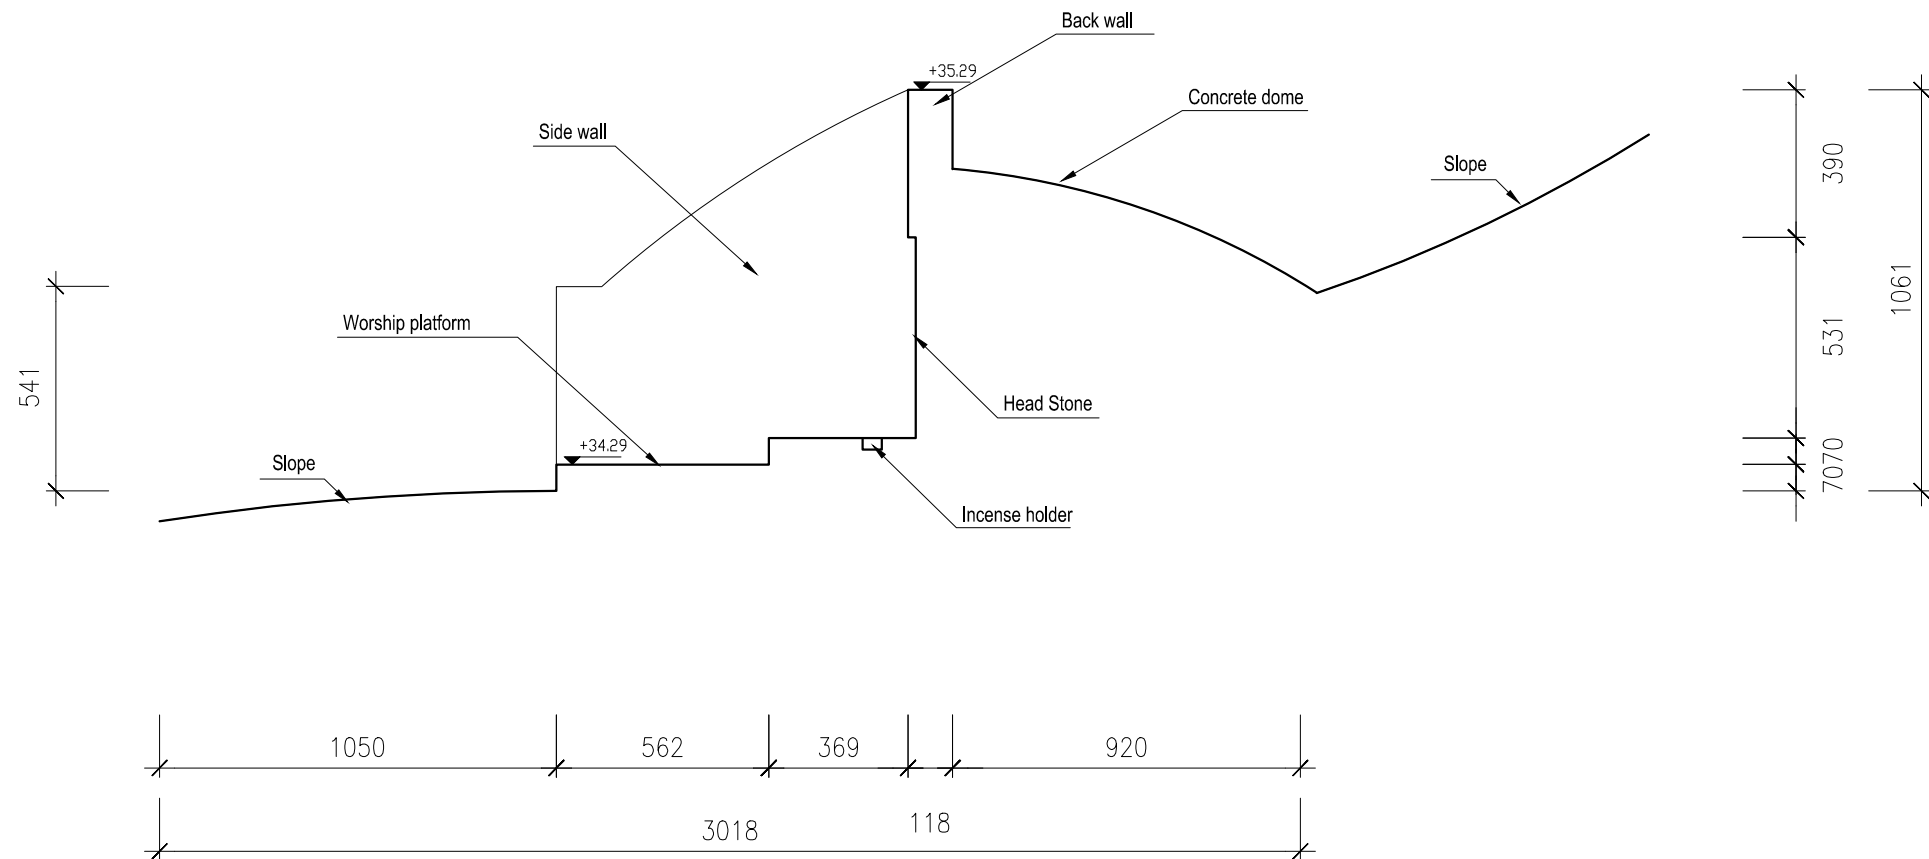 Back wall
+35.29
Concrete dome
Side wall
Slope
390
1061
Worship platform
531
541
Head Stone
+34.29
Slope
7070
Incense holder
1050
562
369
920
118
3018